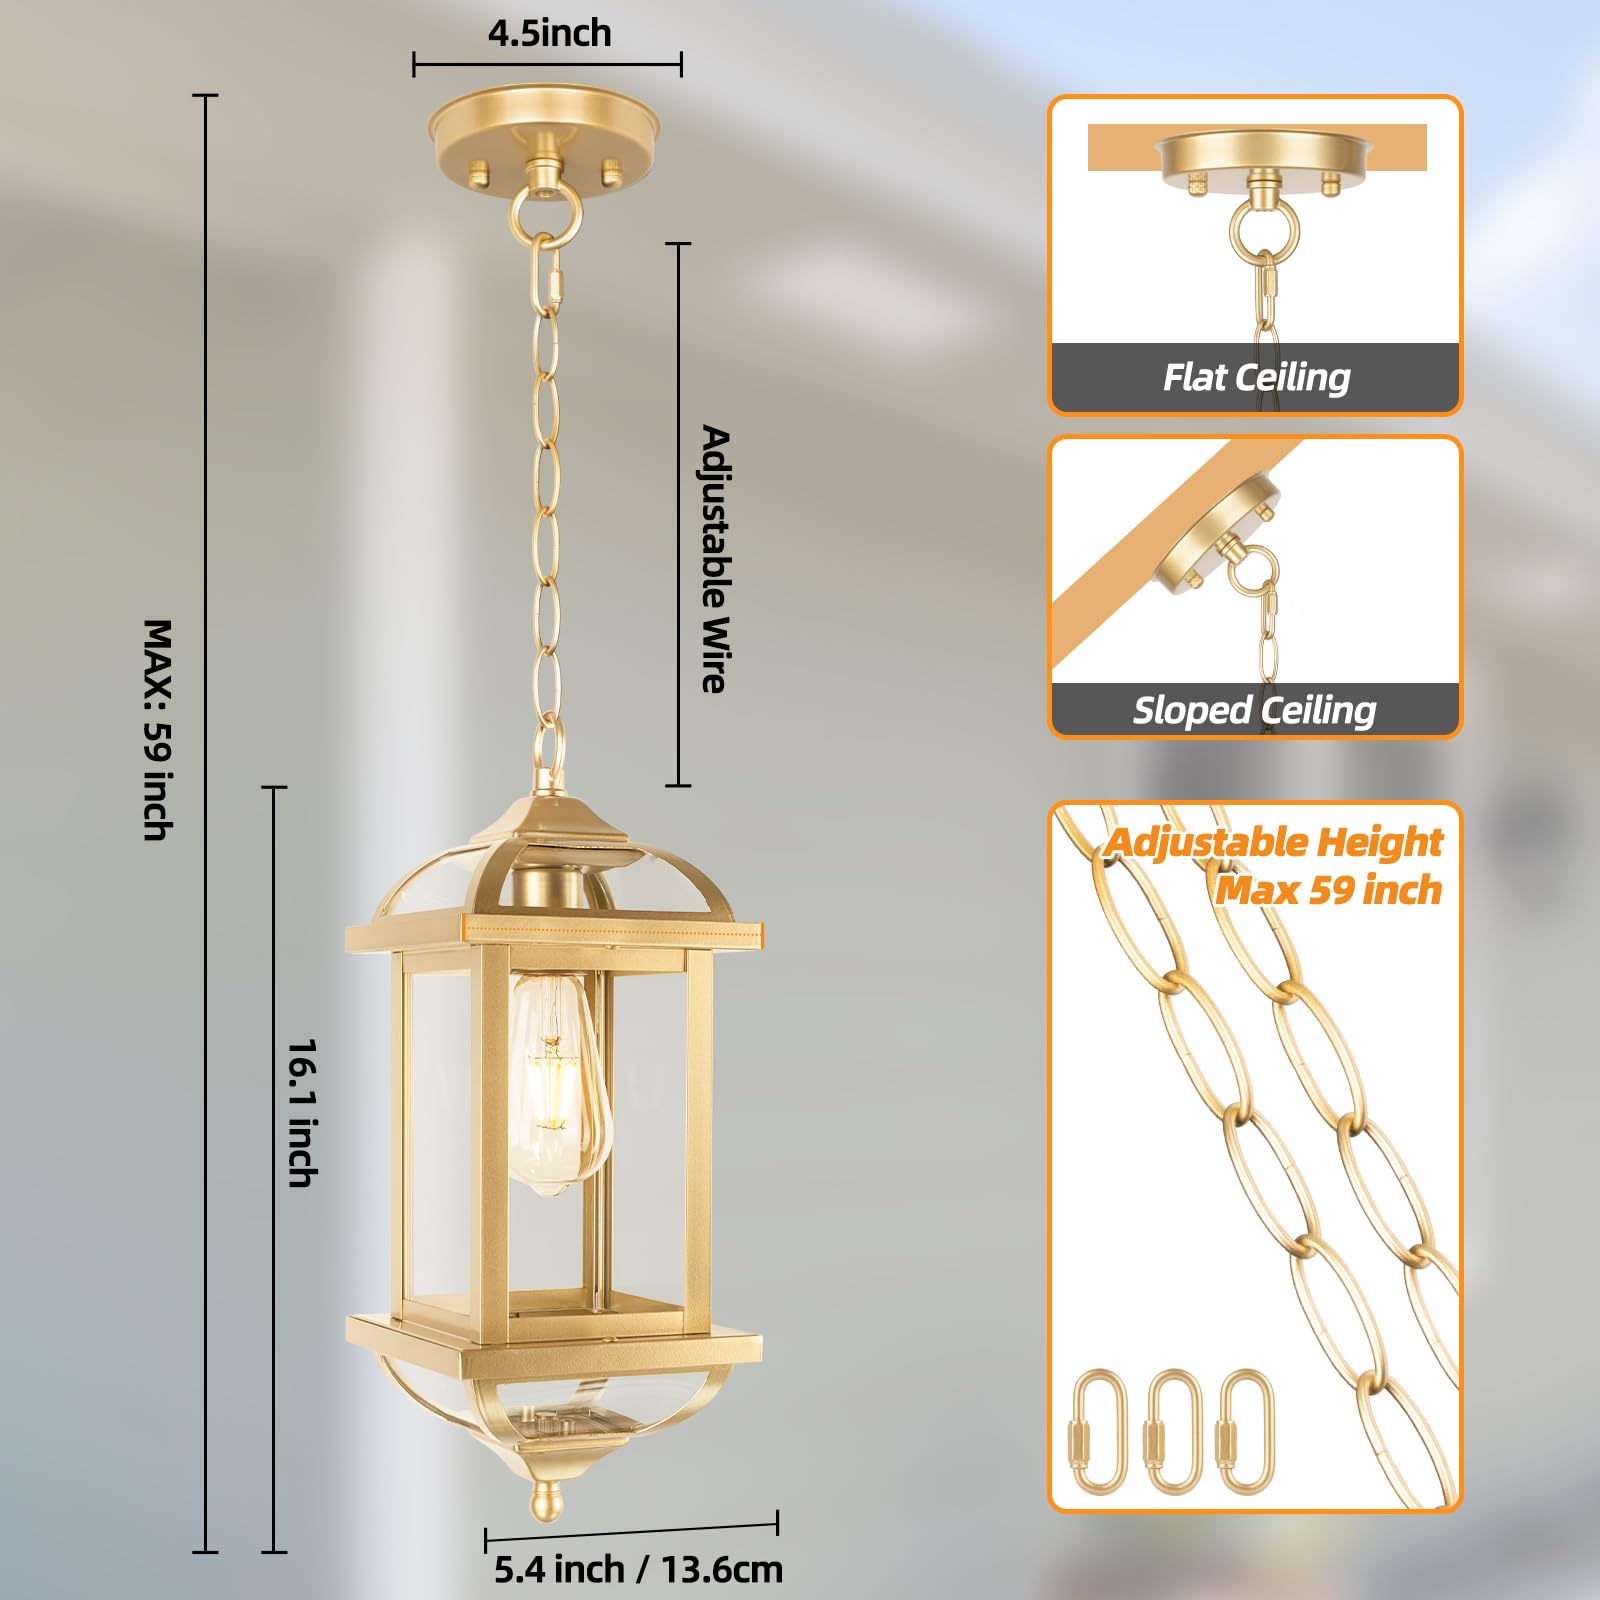 4.5inch
MAX: 59 inch
Adjustable Wire
16.1 inch
5.4 inch / 13.6cm
Flat Ceiling
Sloped Ceiling
Adjustable Height
Max 59 inch